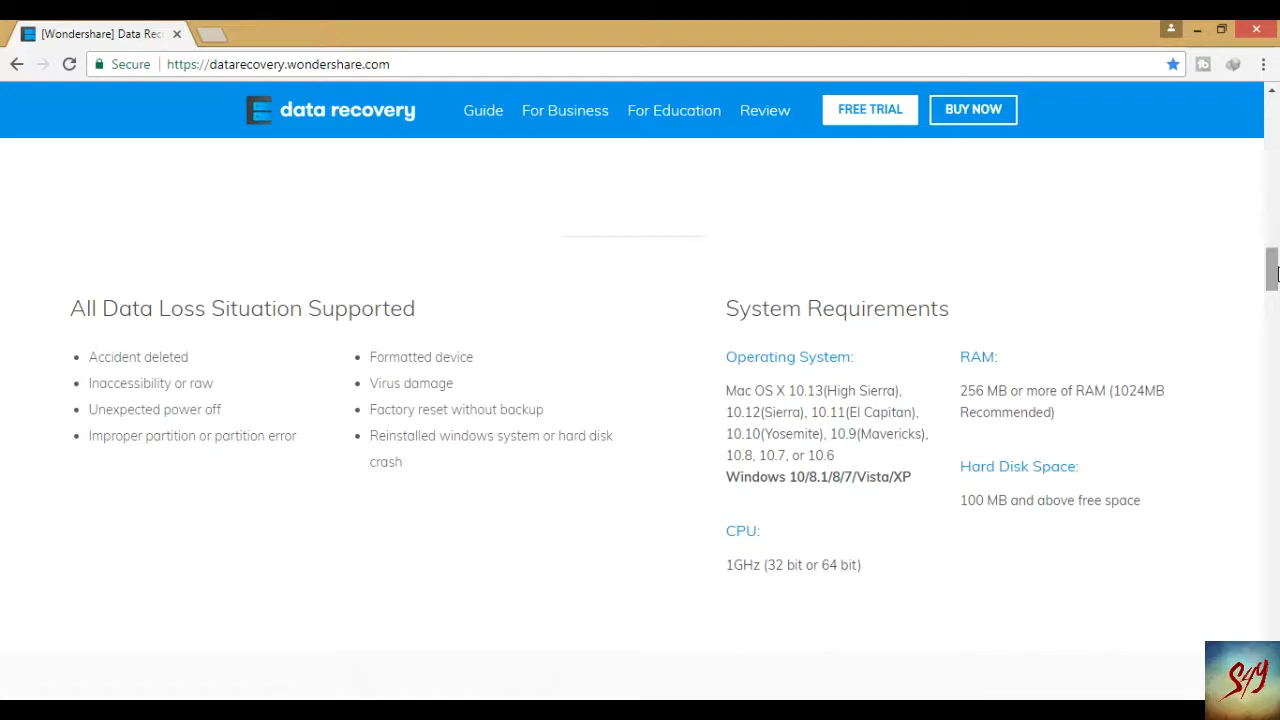 [Wondershare] Data Rec
Secure
https://datarecovery.wondershare.com
data recovery
Guide
For Business
For Education
Review
FREE TRIAL
BUY NOW
All Data Loss Situation Supported
Accident deleted
Inaccessibility or raw
Unexpected power off
Improper partition or partition error
Formatted device
Virus damage
Factory reset without backup
Reinstalled windows system or hard disk
crash
System Requirements
Operating System:
Mac OS X 10.13(High Sierra),
10.12(Sierra), 10.11(El Capitan),
10.10(Yosemite), 10.9(Mavericks),
10.8, 10.7, or 10.6
Windows 10/8.1/8/7/Vista/XP
CPU:
1GHz (32 bit or 64 bit)
RAM:
256 MB or more of RAM (1024MB
Recommended)
Hard Disk Space:
100 MB and above free space
S4Y